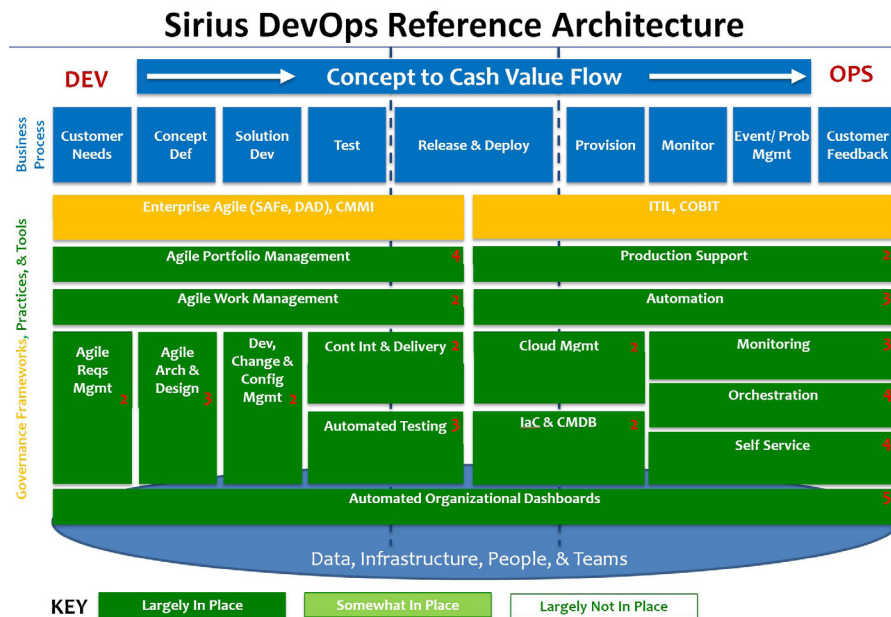 Sirius DevOps Reference Architecture
DEV
Concept to Cash Value Flow
OPS
Business
Process
Customer
Needs
Concept
Def
Solution
Dev
Test
Release & Deploy
Provision
Monitor
Event/ Prob
Mgmt
Customer
Feedback
Governance Frameworks, Practices, & Tools
Enterprise Agile (SAFe, DAD), CMMI
ITIL, COBIT
Agile Portfolio Management
4
Production Support
2
Agile Work Management
2
Automation
3
Agile
Reqs
Mgmt
2
Agile
Arch &
Design
3
Dev,
Change &
Config
Mgmt
2
Cont Int & Delivery
2
Cloud Mgmt
2
Monitoring
3
Orchestration
4
Automated Testing
3
IaC & CMDB
2
Self Service
4
Automated Organizational Dashboards
5
Data, Infrastructure, People, & Teams
KEY
Largely In Place
Somewhat In Place
Largely Not In Place